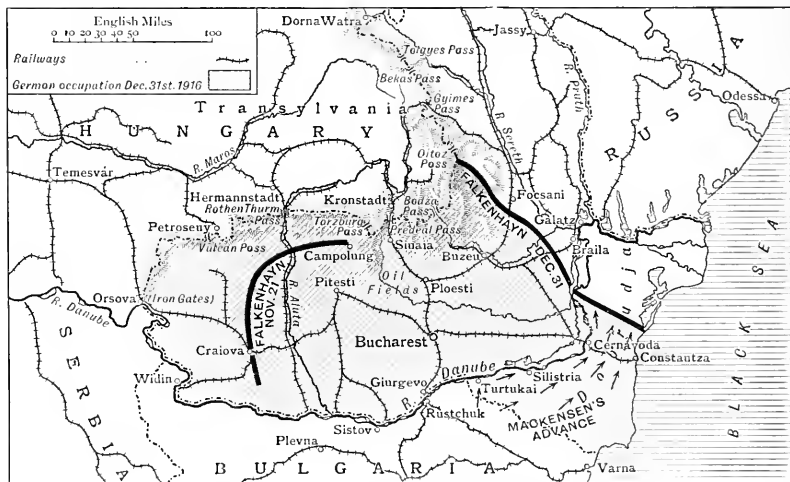 English Miles
0 10 20 30 40 50 100
Railways
German occupation Dec. 31st. 1916
Dorna Watra
Jassy
Tolgyes Pass
Bekas Pass
Gyimes Pass
R. Pruth
RUSSIA
Odessa
Transylvania
HUNGARY
R. Maros
R. Sereth
Oitoz
Pass
Temesvár
Hermannstadt
Kronstadt
Rothen Thurm
Pass
Törzburg
Pass
Bodza
Pass
Predeal Pass
Focsani
Petroseny
Vulcan Pass
Campolung
Sinaia
Galatz
Braila
Buzeu
FALKENHAYN DEC. 31
FALKENHAYN
NOV. 21
Oil
Fields
Orsova
(Iron Gates)
R. Danube
R. Aluta
Pitesti
Ploesti
Dobrudja
BLACK SEA
SERBIA
Craiova
Bucharest
Cernavoda
Constantza
Widin
Giurgevo
R. Danube
Turtukai
Silistria
MACKENSEN'S
ADVANCE
Rustchuk
Sistov
Plevna
BULGARIA
Varna